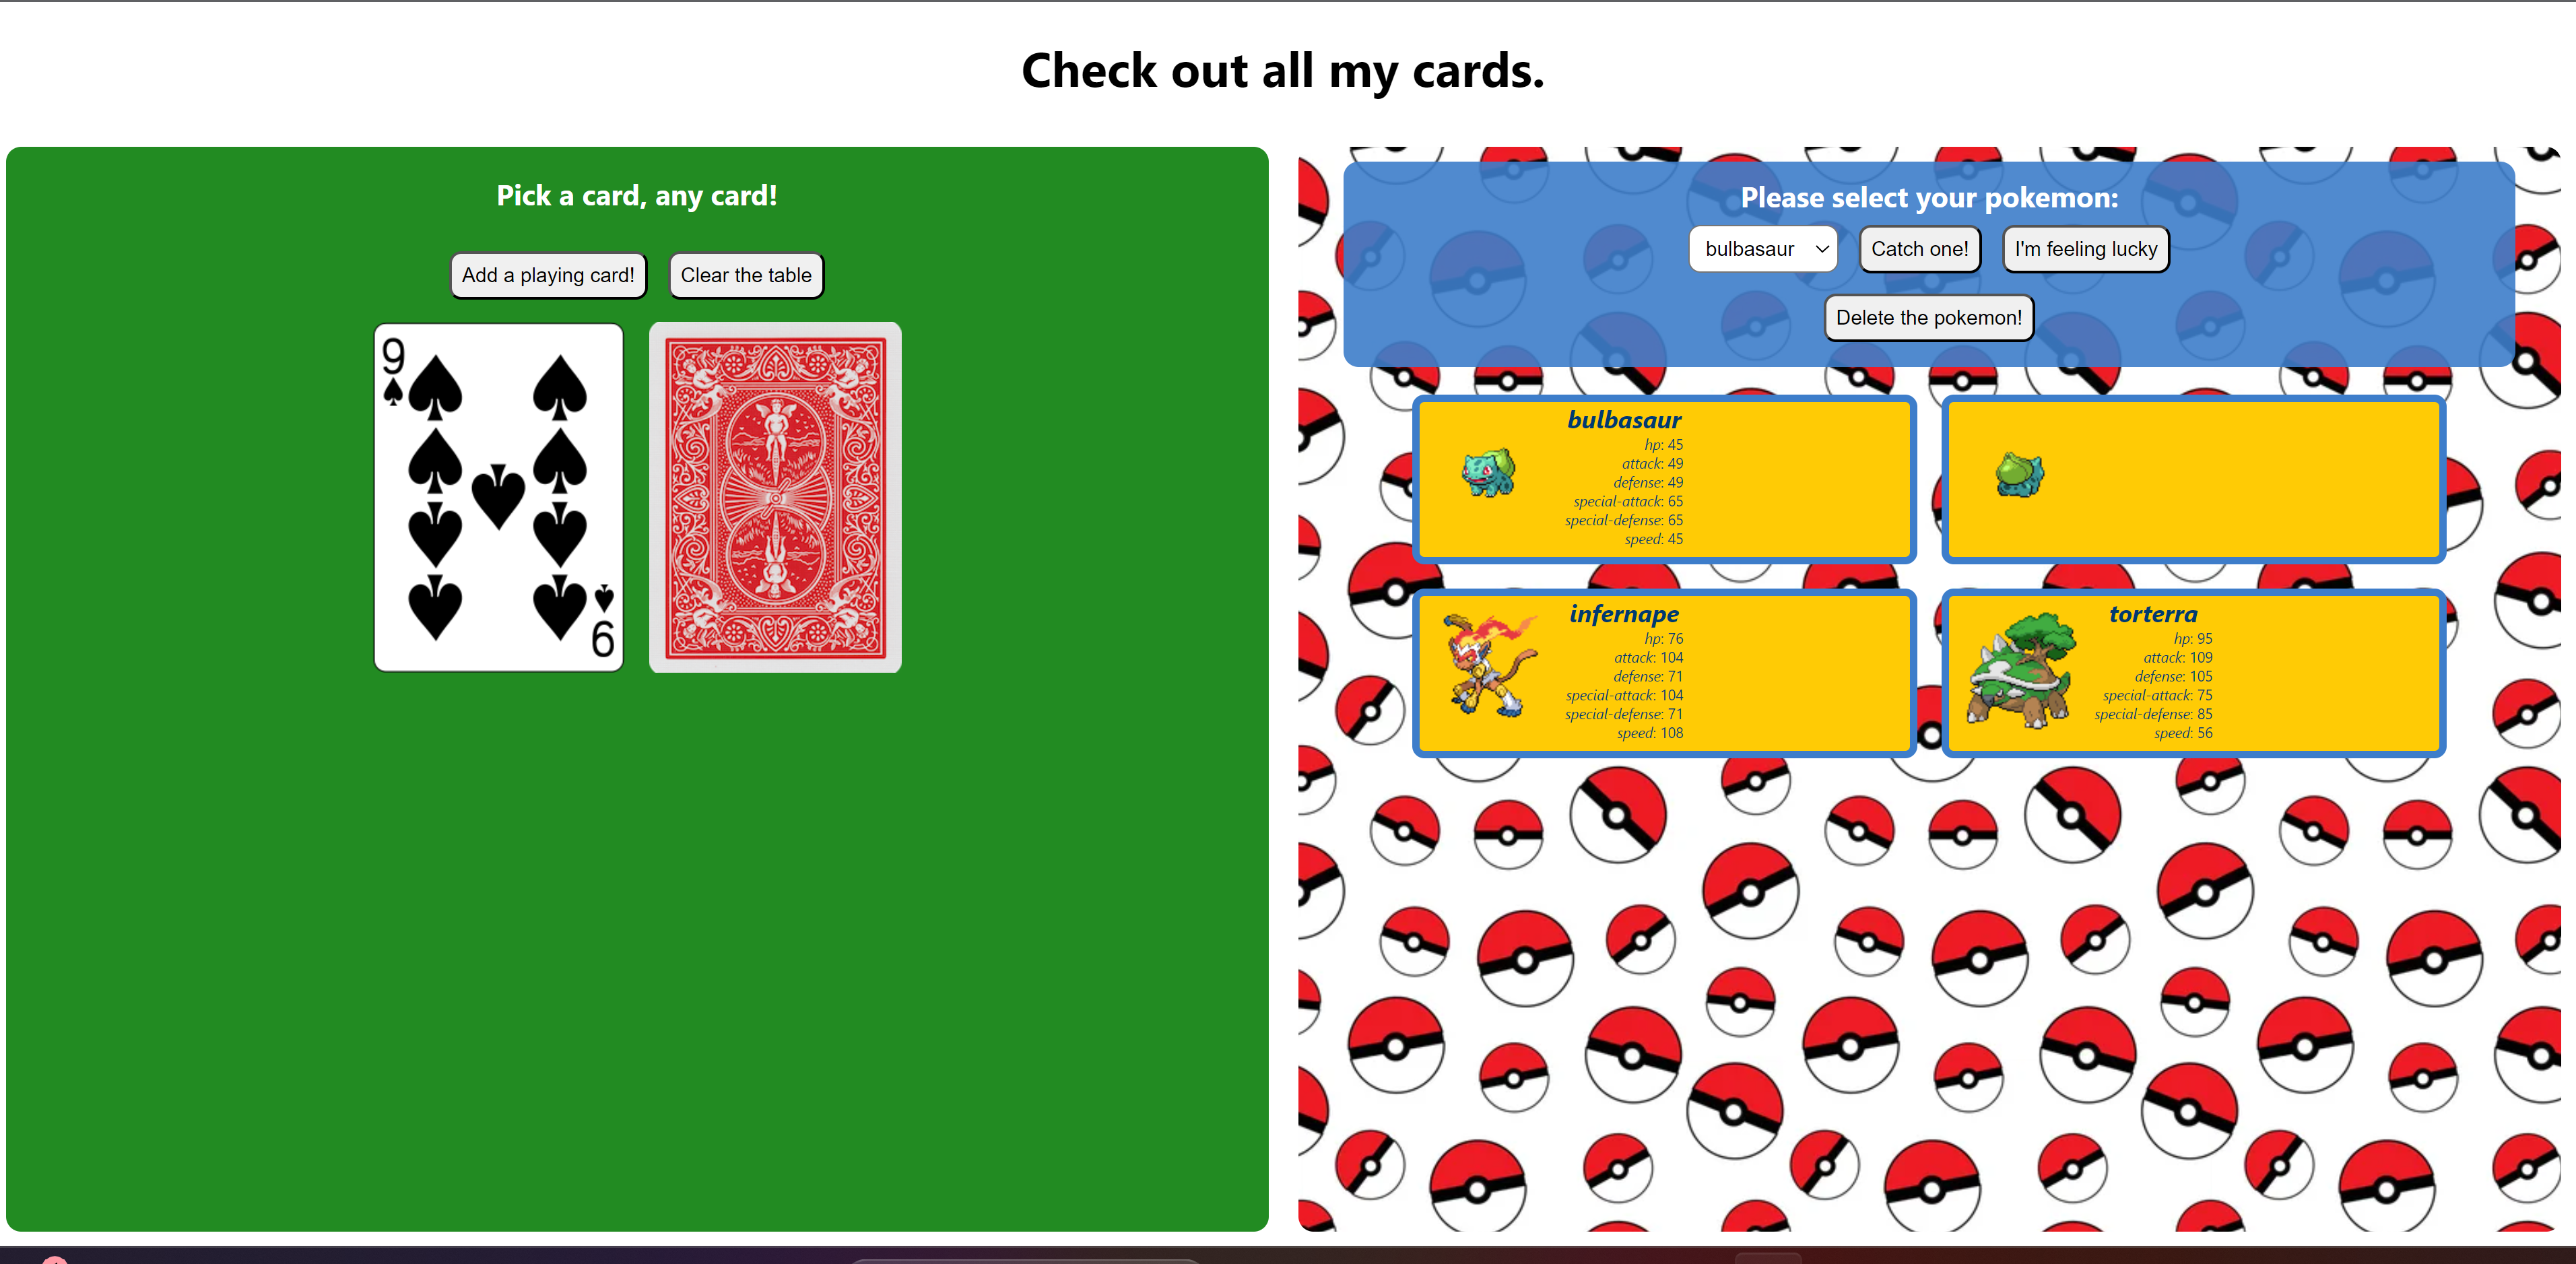 Check out all my cards.
Pick a card, any card!
Add a playing card!
Clear the table
9
9
Please select your pokemon:
bulbasaur
Catch one!
I'm feeling lucky
Delete the pokemon!
bulbasaur
hp: 45
attack: 49
defense: 49
special-attack: 65
special-defense: 65
speed: 45
infernape
hp: 76
attack: 104
defense: 71
special-attack: 104
special-defense: 71
speed: 108
torterra
hp: 95
attack: 109
defense: 105
special-attack: 75
special-defense: 85
speed: 56